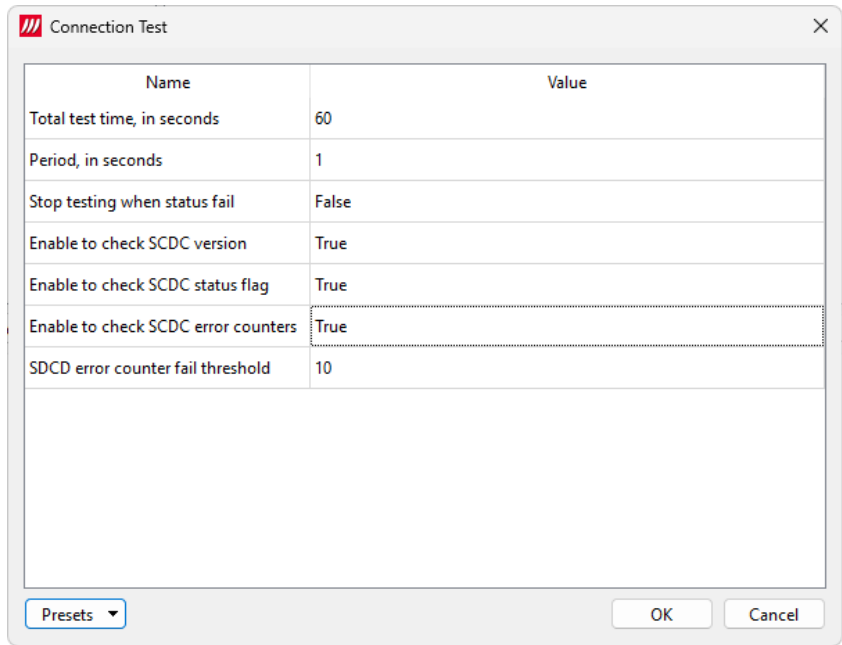 Connection Test
Name Value
Total test time, in seconds 60
Period, in seconds 1
Stop testing when status fail False
Enable to check SCDC version True
Enable to check SCDC status flag True
Enable to check SCDC error counters True
SDCD error counter fail threshold 10
Presets OK Cancel